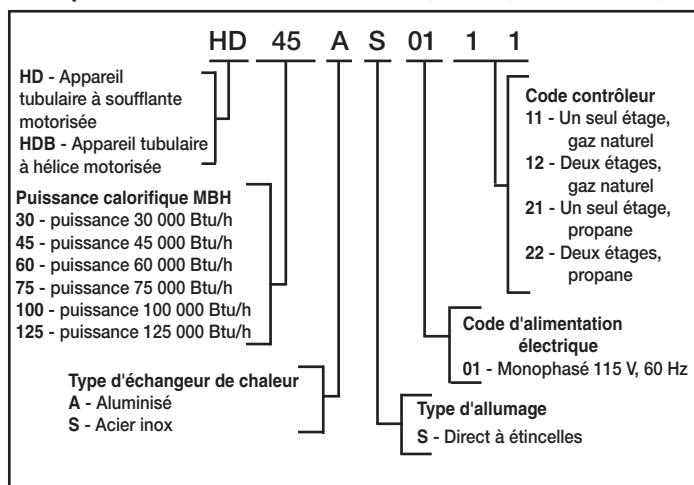 HD 45 A S 01 1 1
HD - Appareil
tubulaire à soufflante
motorisée
HDB - Appareil tubulaire
à hélice motorisée
Puissance calorifique MBH
30 - puissance 30 000 Btu/h
45 - puissance 45 000 Btu/h
60 - puissance 60 000 Btu/h
75 - puissance 75 000 Btu/h
100 - puissance 100 000 Btu/h
125 - puissance 125 000 Btu/h
Type d'échangeur de chaleur
A - Aluminisé
S - Acier inox
Code contrôleur
11 - Un seul étage,
gaz naturel
12 - Deux étages,
gaz naturel
21 - Un seul étage,
propane
22 - Deux étages,
propane
Code d'alimentation
électrique
01 - Monophasé 115 V, 60 Hz
Type d'allumage
S - Direct à étincelles